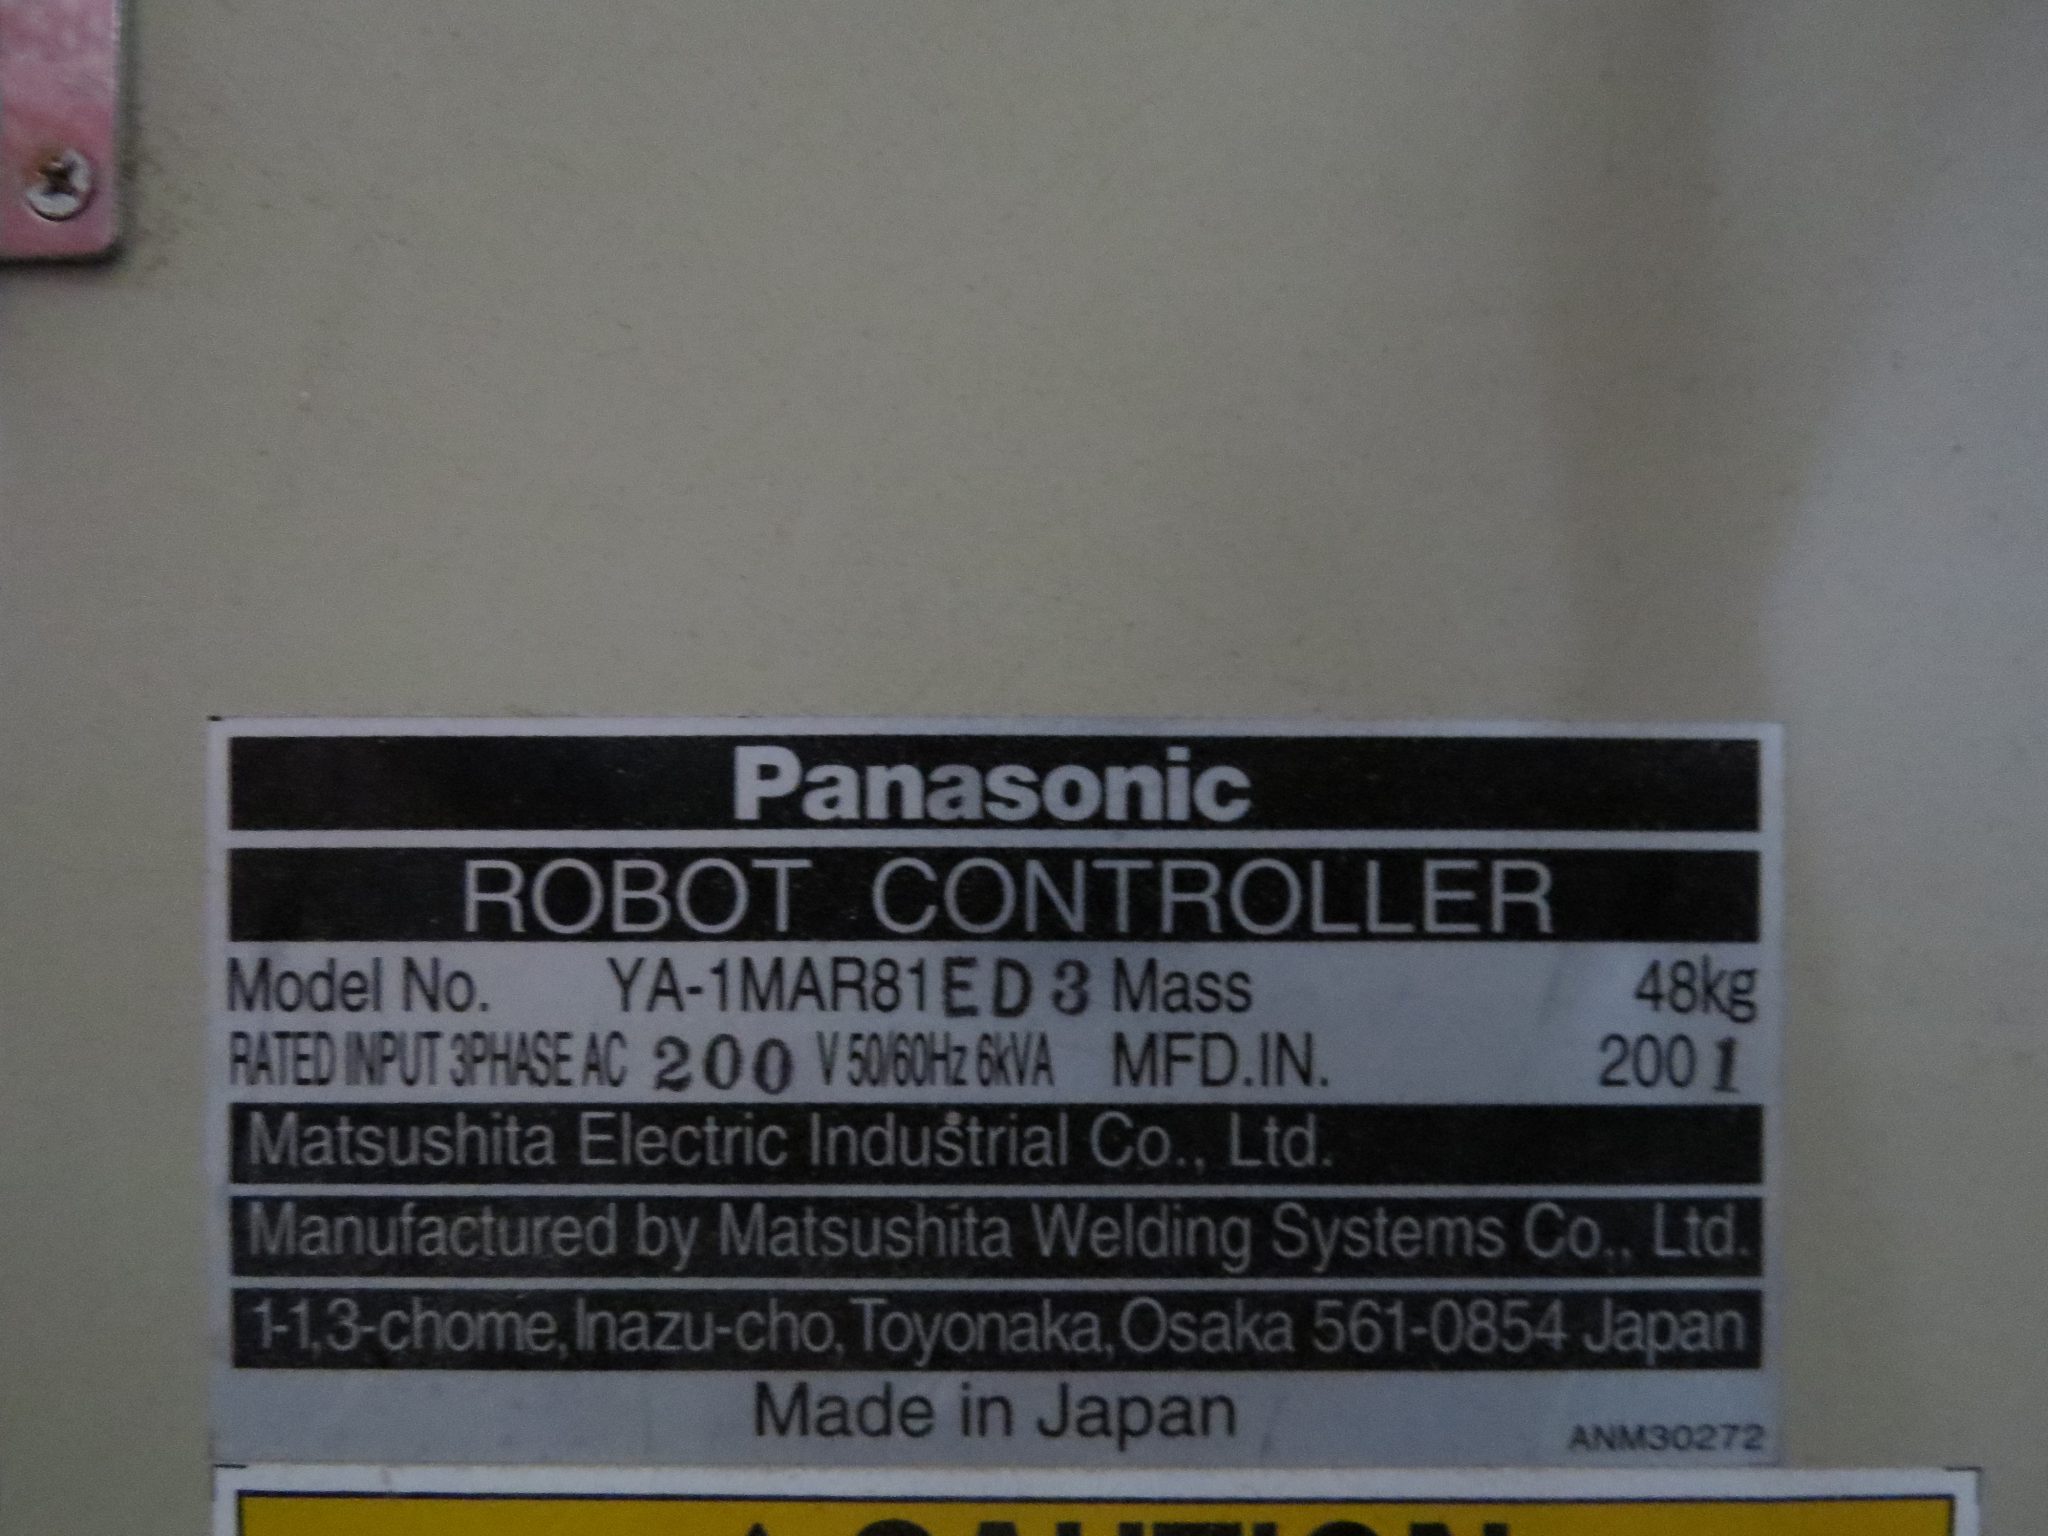 Panasonic
ROBOT CONTROLLER
Model No. YA-1MAR81ED3 Mass 48kg
RATED INPUT 3PHASE AC 200 V 50/60Hz 6kVA MFD.IN. 2001
Matsushita Electric Industrial Co., Ltd.
Manufactured by Matsushita Welding Systems Co., Ltd.
1-1,3-chome,Inazu-cho,Toyonaka,Osaka 561-0854 Japan
Made in Japan
ANM30272
CAUTION